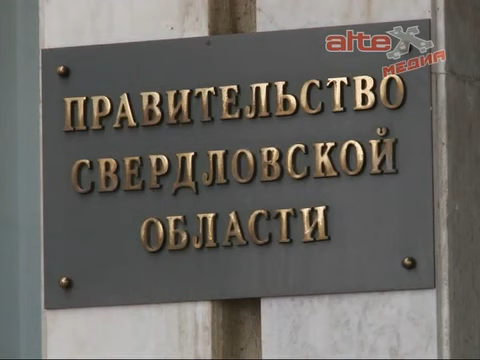 alteX
МЕДИА
ПРАВИТЕЛЬСТВО
СВЕРДЛОВСКОЙ
ОБЛАСТИ